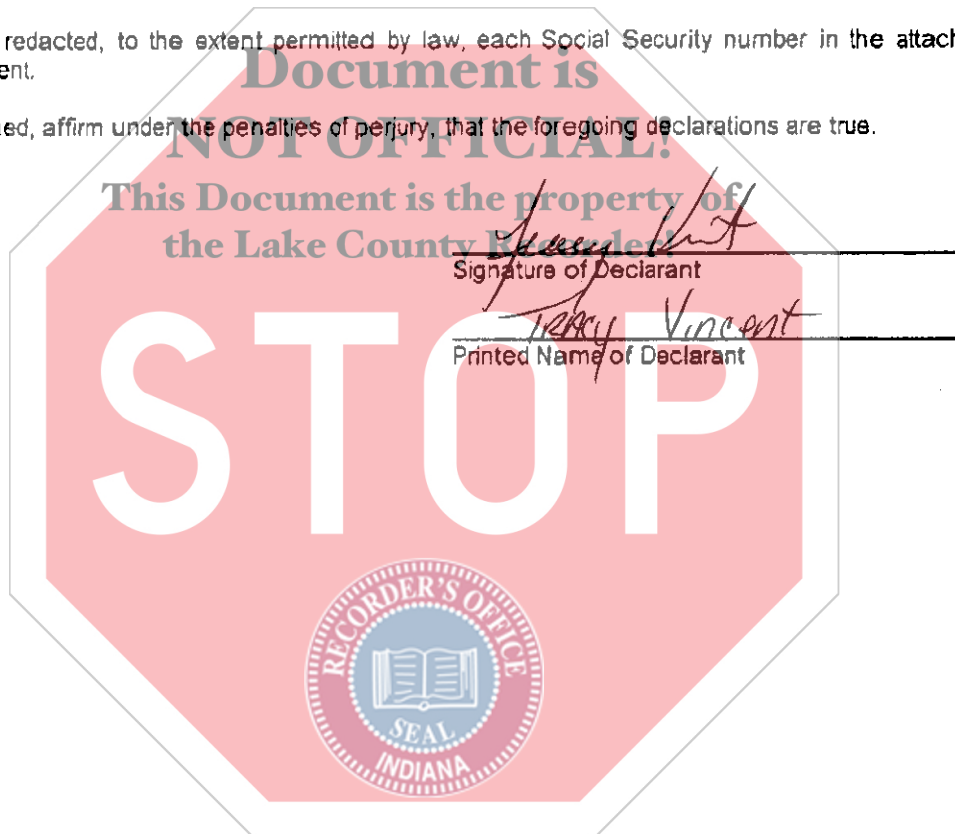 redacted, to the extent permitted by law, each Social Security number in the attach
ent.
Document is
ed, affirm under the penalties of perjury, that the foregoing declarations are true.
NOT OFFICIAL!
This Document is the property of
the Lake County Recorder!
Signature of Declarant
Tracy Vincent
Printed Name of Declarant
STOP
RECORDER'S OFFICE
SEAL
INDIANA